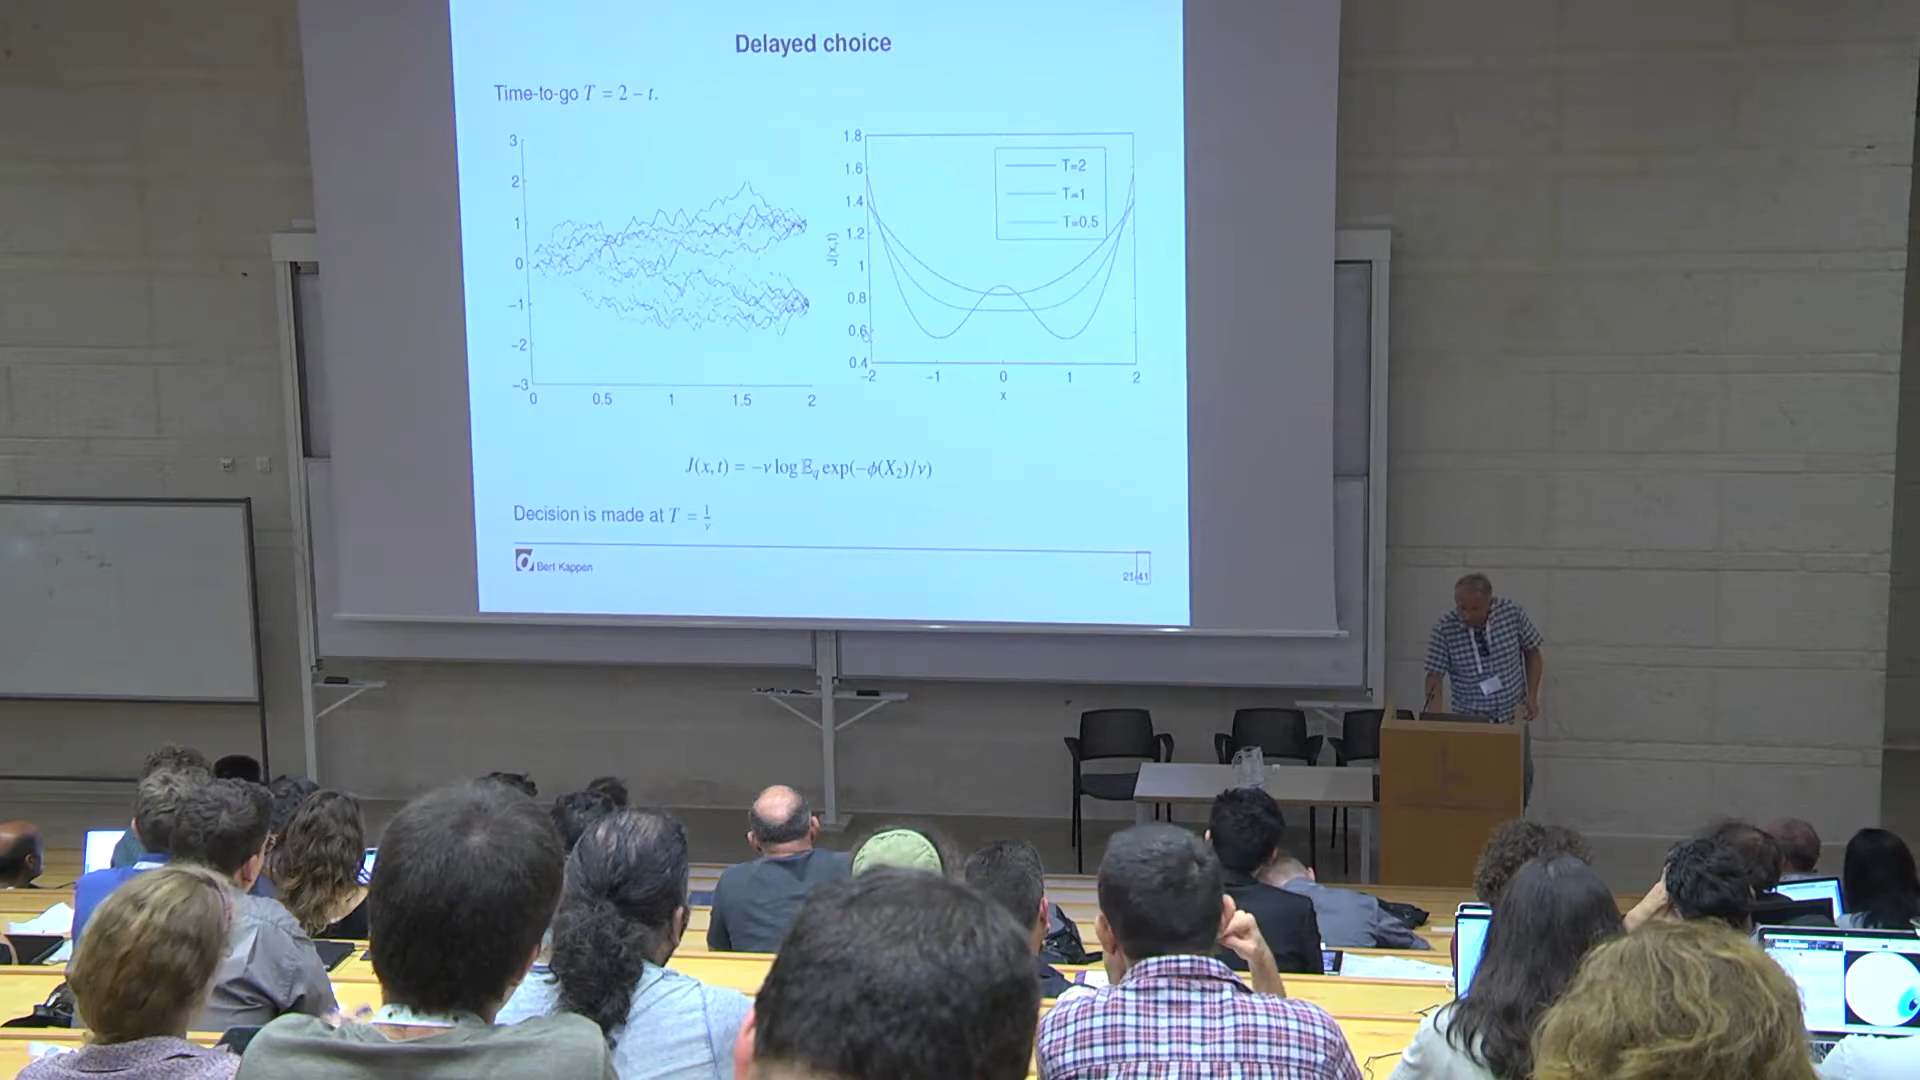 Delayed choice
Time-to-go T = 2 − t.
3
2
1
0
−1
−2
−3
0 0.5 1 1.5 2
1.8
1.6
1.4
1.2
1
0.8
0.6
0.4
J(x,t)
−2 −1 0 1 2
x
T=2
T=1
T=0.5
J(x, t) = −ν log 𝔼q exp(−ϕ(X2)/ν)
Decision is made at T = 1/ν
Bert Kappen
21/41